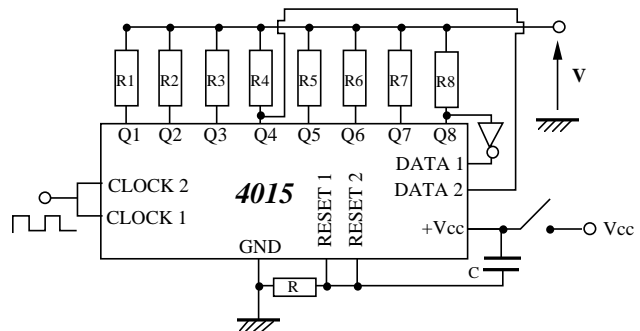 R1 R2 R3 R4 R5 R6 R7 R8
V
Q1 Q2 Q3 Q4 Q5 Q6 Q7 Q8
DATA 1
CLOCK 2
DATA 2
4015
CLOCK 1
RESET 1
RESET 2
+Vcc
Vcc
GND
C
R